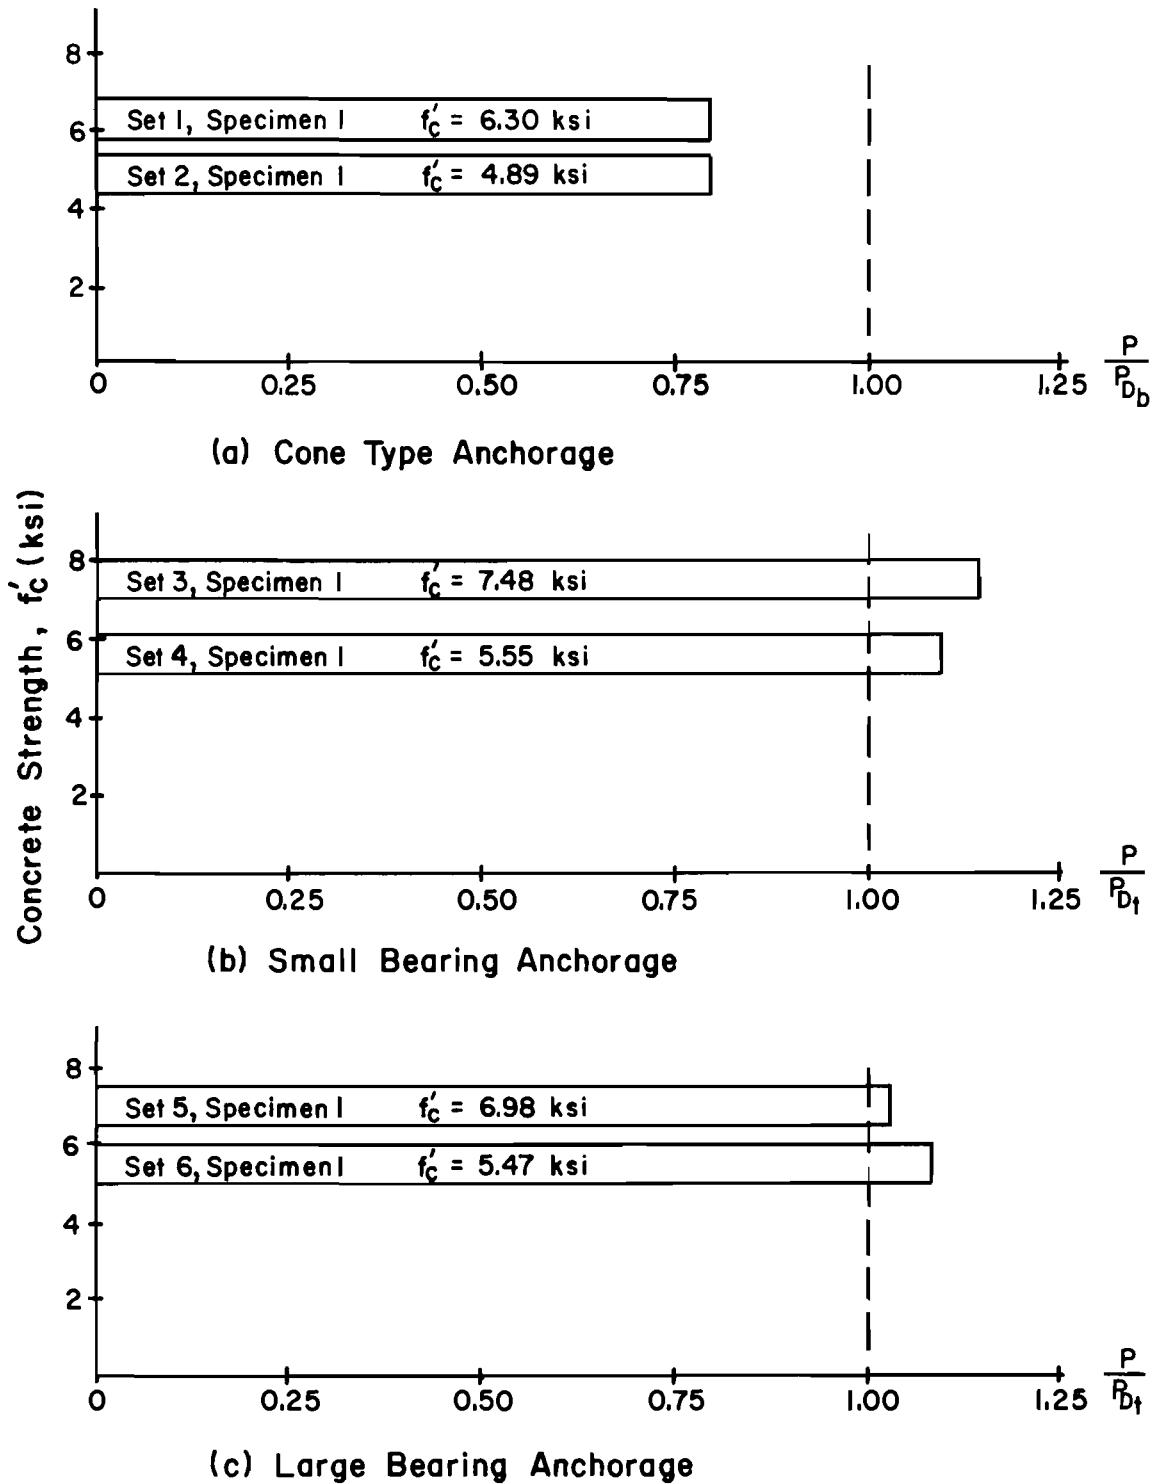 8
Set 1, Specimen 1 f'c = 6.30 ksi
6
Set 2, Specimen 1 f'c = 4.89 ksi
4
2
0 0.25 0.50 0.75 1.00 1.25 P/PDb
(a) Cone Type Anchorage
Concrete Strength, f'c (ksi)
8
Set 3, Specimen 1 f'c = 7.48 ksi
6
Set 4, Specimen 1 f'c = 5.55 ksi
4
2
0 0.25 0.50 0.75 1.00 1.25 P/PDt
(b) Small Bearing Anchorage
8
Set 5, Specimen 1 f'c = 6.98 ksi
6
Set 6, Specimen 1 f'c = 5.47 ksi
4
2
0 0.25 0.50 0.75 1.00 1.25 P/PDt
(c) Large Bearing Anchorage